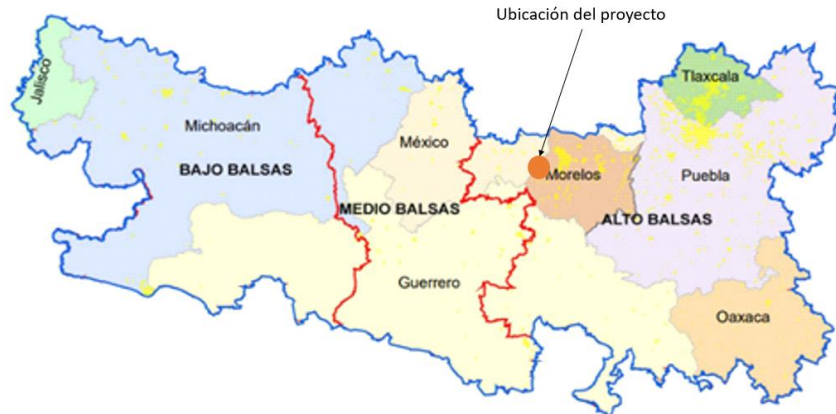 Ubicación del proyecto
Jalisco
Tlaxcala
Michoacán
México
BAJO BALSAS
Morelos
Puebla
MEDIO BALSAS
ALTO BALSAS
Guerrero
Oaxaca